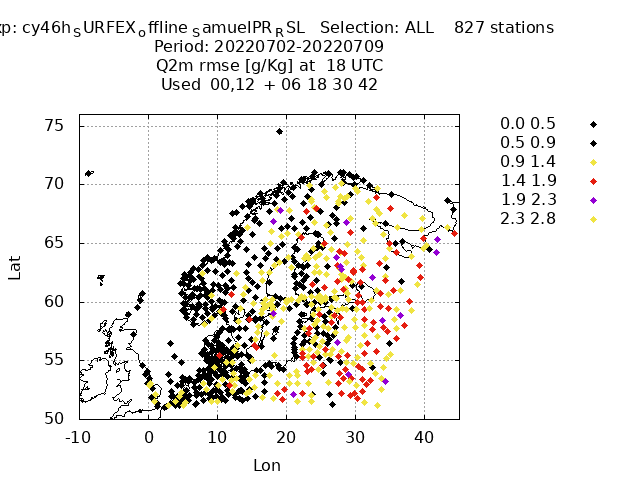 xp: cy46h_SURFEX_offline_SamuelPR_RSL   Selection: ALL    827 stations
Period: 20220702-20220709
Q2m rmse [g/Kg] at  18 UTC
Used  00,12  + 06 18 30 42
0.0 0.5
0.5 0.9
0.9 1.4
1.4 1.9
1.9 2.3
2.3 2.8
75
70
65
60
55
50
Lat
-10 0 10 20 30 40
Lon